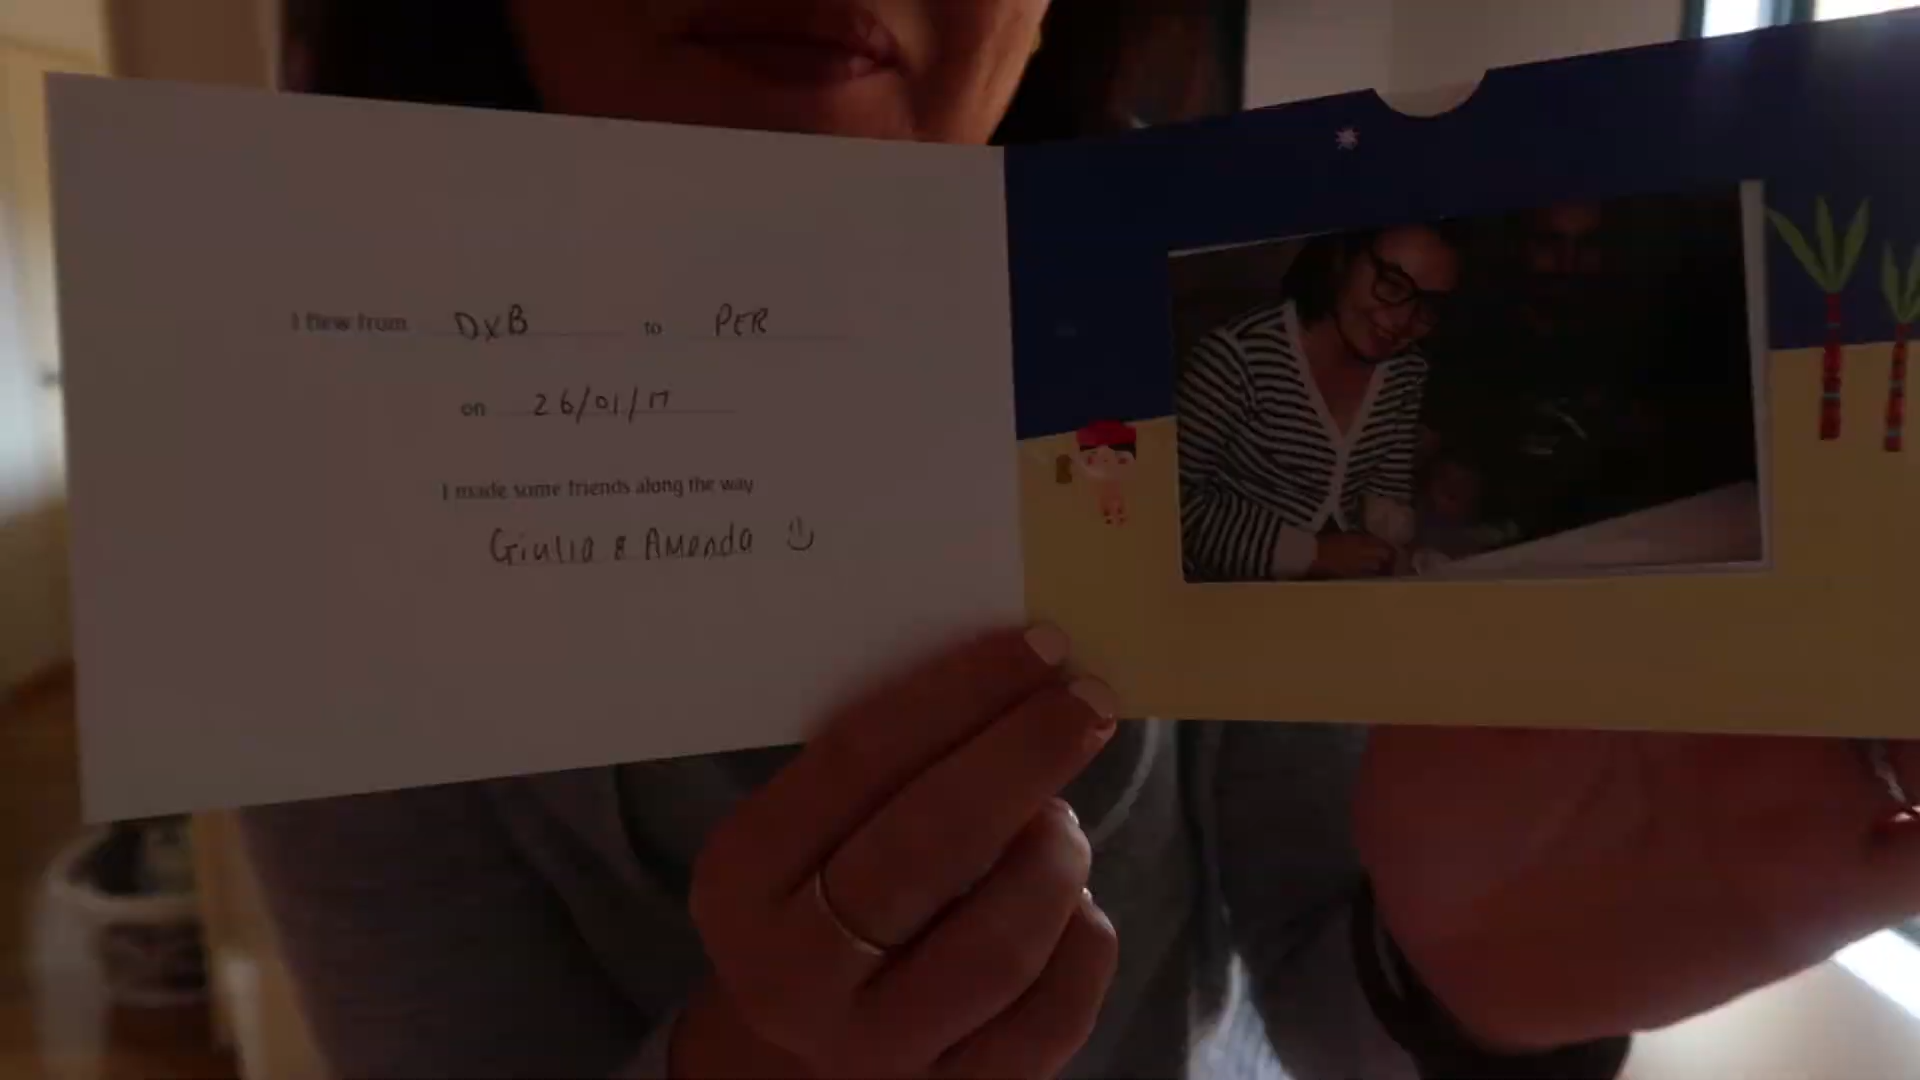 I flew from DXB to PER
on 26/01/17
I made some friends along the way
Giulia & Amanda